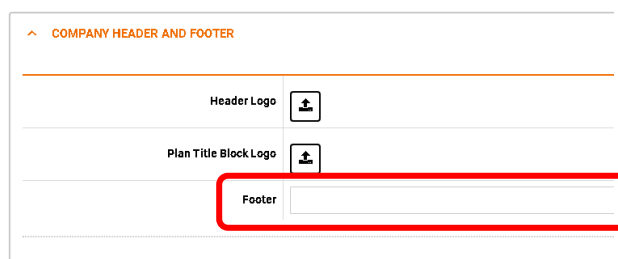 COMPANY HEADER AND FOOTER
Header Logo
Plan Title Block Logo
Footer